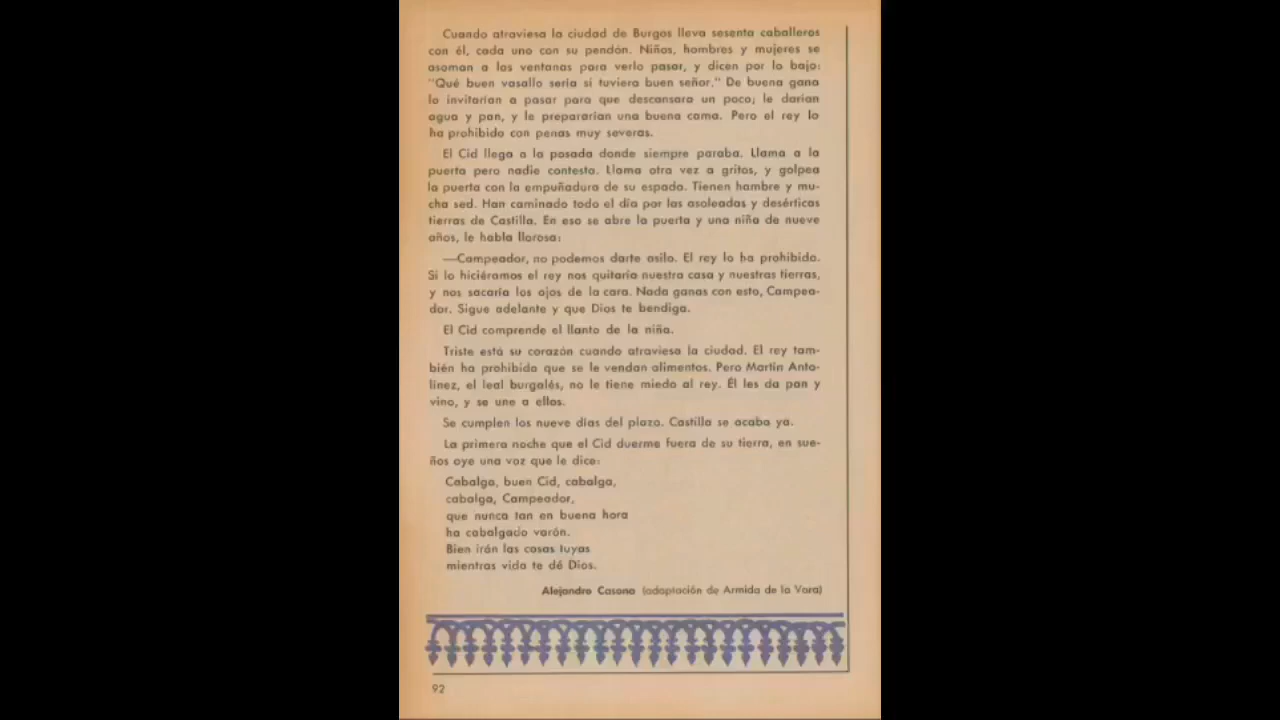 Cuando atraviesa la ciudad de Burgos lleva sesenta caballeros
con él, cada uno con su pendón. Niños, hombres y mujeres se
asoman a las ventanas para verlo pasar, y dicen por lo bajo:
"Qué buen vasallo sería si tuviera buen señor." De buena gana
lo invitarían a pasar para que descansara un poco; le darían
agua y pan, y le prepararían una buena cama. Pero el rey lo
ha prohibido con penas muy severas.
El Cid llega a la posada donde siempre paraba. Llama a la
puerta pero nadie contesta. Llama otra vez a gritos, y golpea
la puerta con la empuñadura de su espada. Tienen hambre y mu-
cha sed. Han caminado todo el día por las asoleadas y desérticas
tierras de Castilla. En eso se abre la puerta y una niña de nueve
años, le habla llorosa:
—Campeador, no podemos darte asilo. El rey lo ha prohibido.
Si lo hiciéramos el rey nos quitaría nuestra casa y nuestras tierras,
y nos sacaría los ojos de la cara. Nada ganas con esto, Campea-
dor. Sigue adelante y que Dios te bendiga.
El Cid comprende el llanto de la niña.
Triste está su corazón cuando atraviesa la ciudad. El rey tam-
bién ha prohibido que se le vendan alimentos. Pero Martín Anto-
línez, el leal burgalés, no le tiene miedo al rey. Él les da pan y
vino, y se une a ellos.
Se cumplen los nueve días del plazo. Castilla se acaba ya.
La primera noche que el Cid duerme fuera de su tierra, en sue-
ños oye una voz que le dice:
Cabalga, buen Cid, cabalga,
cabalga, Campeador,
que nunca tan en buena hora
ha cabalgado varón.
Bien irán las cosas tuyas
mientras vida te dé Dios.
Alejandro Casona (adaptación de Armida de la Vara)
92